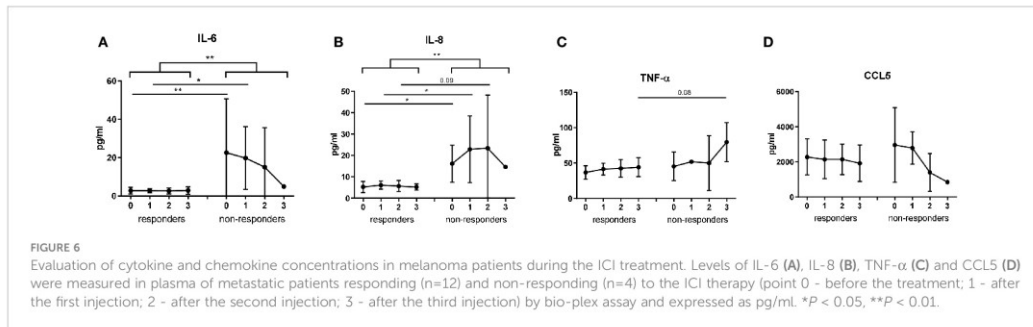 A
IL-6
**
*
**
60
40
20
0
pg/ml
0 1 2 3 0 1 2 3
responders non-responders
B
IL-8
**
0.09
*
*
50
40
30
20
10
0
pg/ml
0 1 2 3 0 1 2 3
responders non-responders
C
TNF-α
0.08
150
100
50
0
pg/ml
0 1 2 3 0 1 2 3
responders non-responders
D
CCL5
6000
4000
2000
0
pg/ml
0 1 2 3 0 1 2 3
responders non-responders
FIGURE 6
Evaluation of cytokine and chemokine concentrations in melanoma patients during the ICI treatment. Levels of IL-6 (A), IL-8 (B), TNF-α (C) and CCL5 (D)
were measured in plasma of metastatic patients responding (n=12) and non-responding (n=4) to the ICI therapy (point 0 - before the treatment; 1 - after
the first injection; 2 - after the second injection; 3 - after the third injection) by bio-plex assay and expressed as pg/ml. *P < 0.05, **P < 0.01.